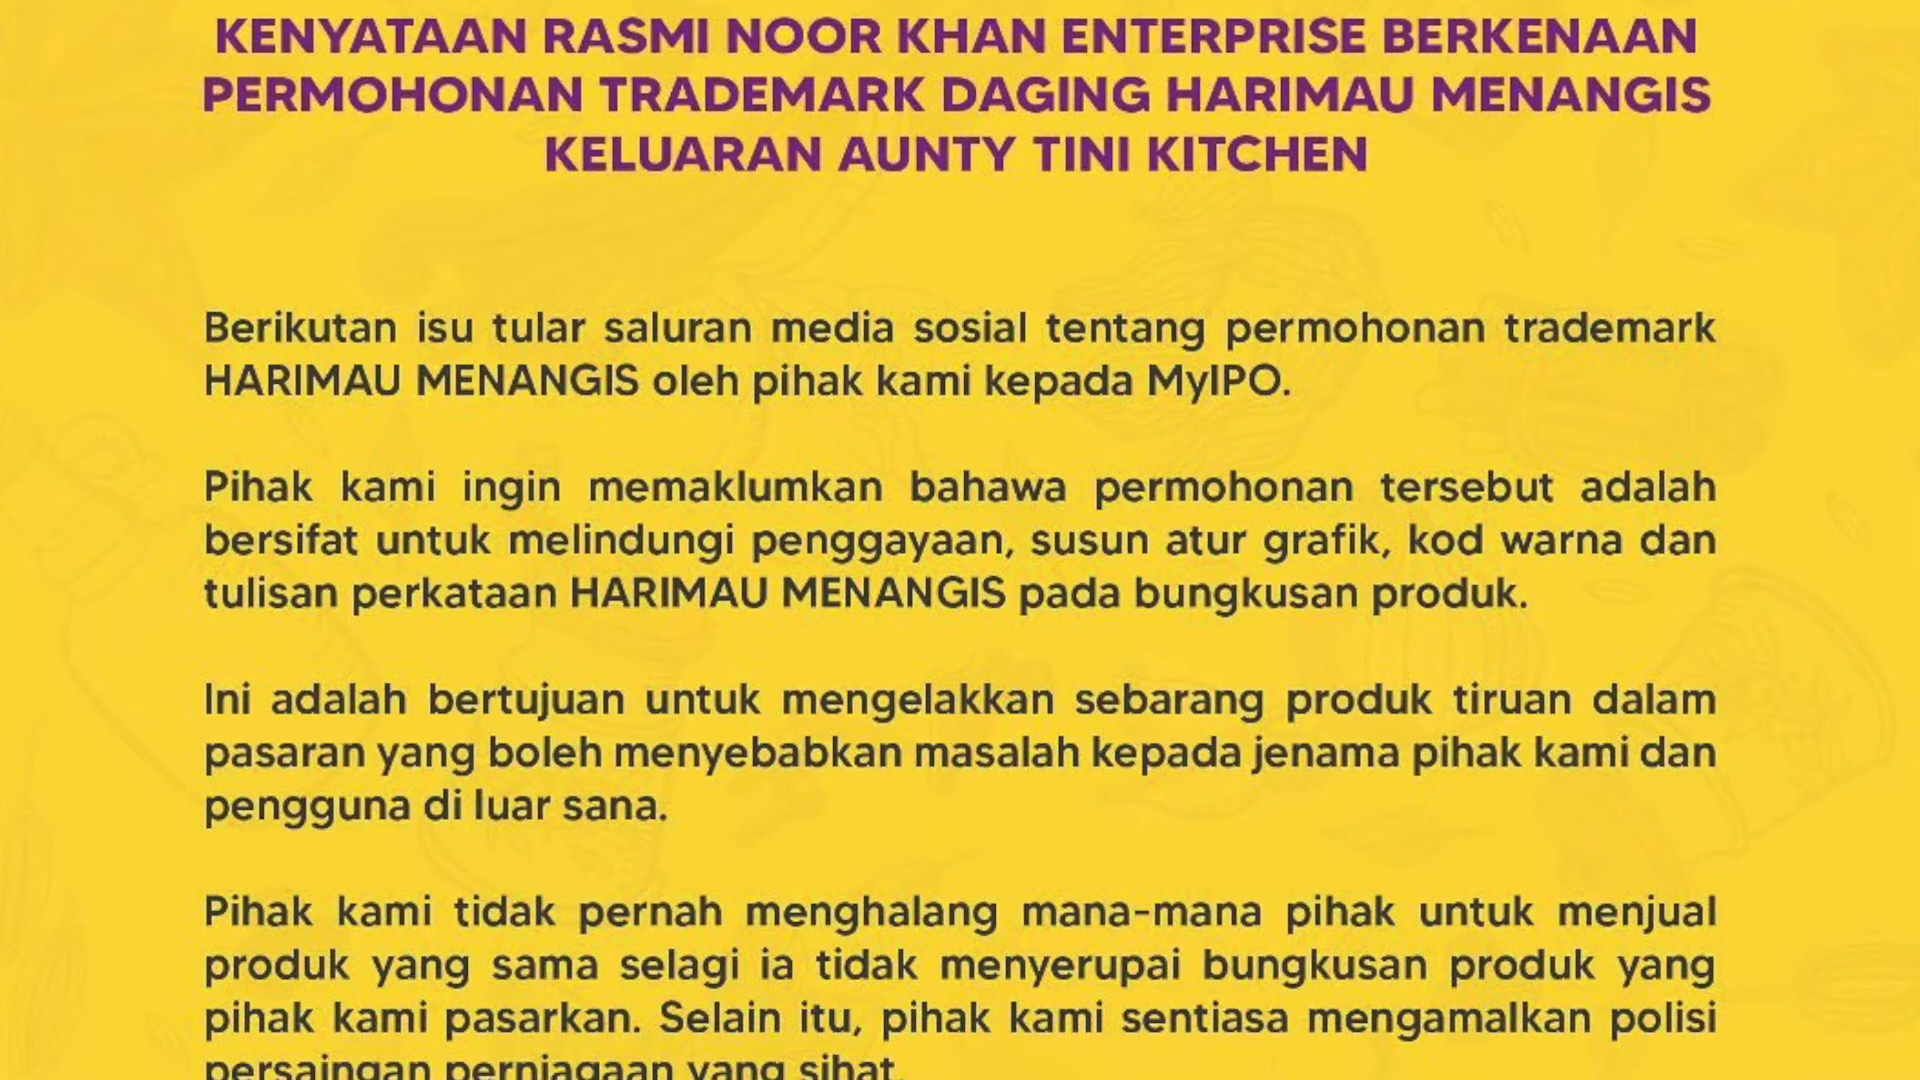 KENYATAAN RASMI NOOR KHAN ENTERPRISE BERKENAAN
PERMOHONAN TRADEMARK DAGING HARIMAU MENANGIS
KELUARAN AUNTY TINI KITCHEN
Berikutan isu tular saluran media sosial tentang permohonan trademark
HARIMAU MENANGIS oleh pihak kami kepada MyIPO.
Pihak kami ingin memaklumkan bahawa permohonan tersebut adalah
bersifat untuk melindungi penggayaan, susun atur grafik, kod warna dan
tulisan perkataan HARIMAU MENANGIS pada bungkusan produk.
Ini adalah bertujuan untuk mengelakkan sebarang produk tiruan dalam
pasaran yang boleh menyebabkan masalah kepada jenama pihak kami dan
pengguna di luar sana.
Pihak kami tidak pernah menghalang mana-mana pihak untuk menjual
produk yang sama selagi ia tidak menyerupai bungkusan produk yang
pihak kami pasarkan. Selain itu, pihak kami sentiasa mengamalkan polisi
persaingan perniagaan yang sihat.